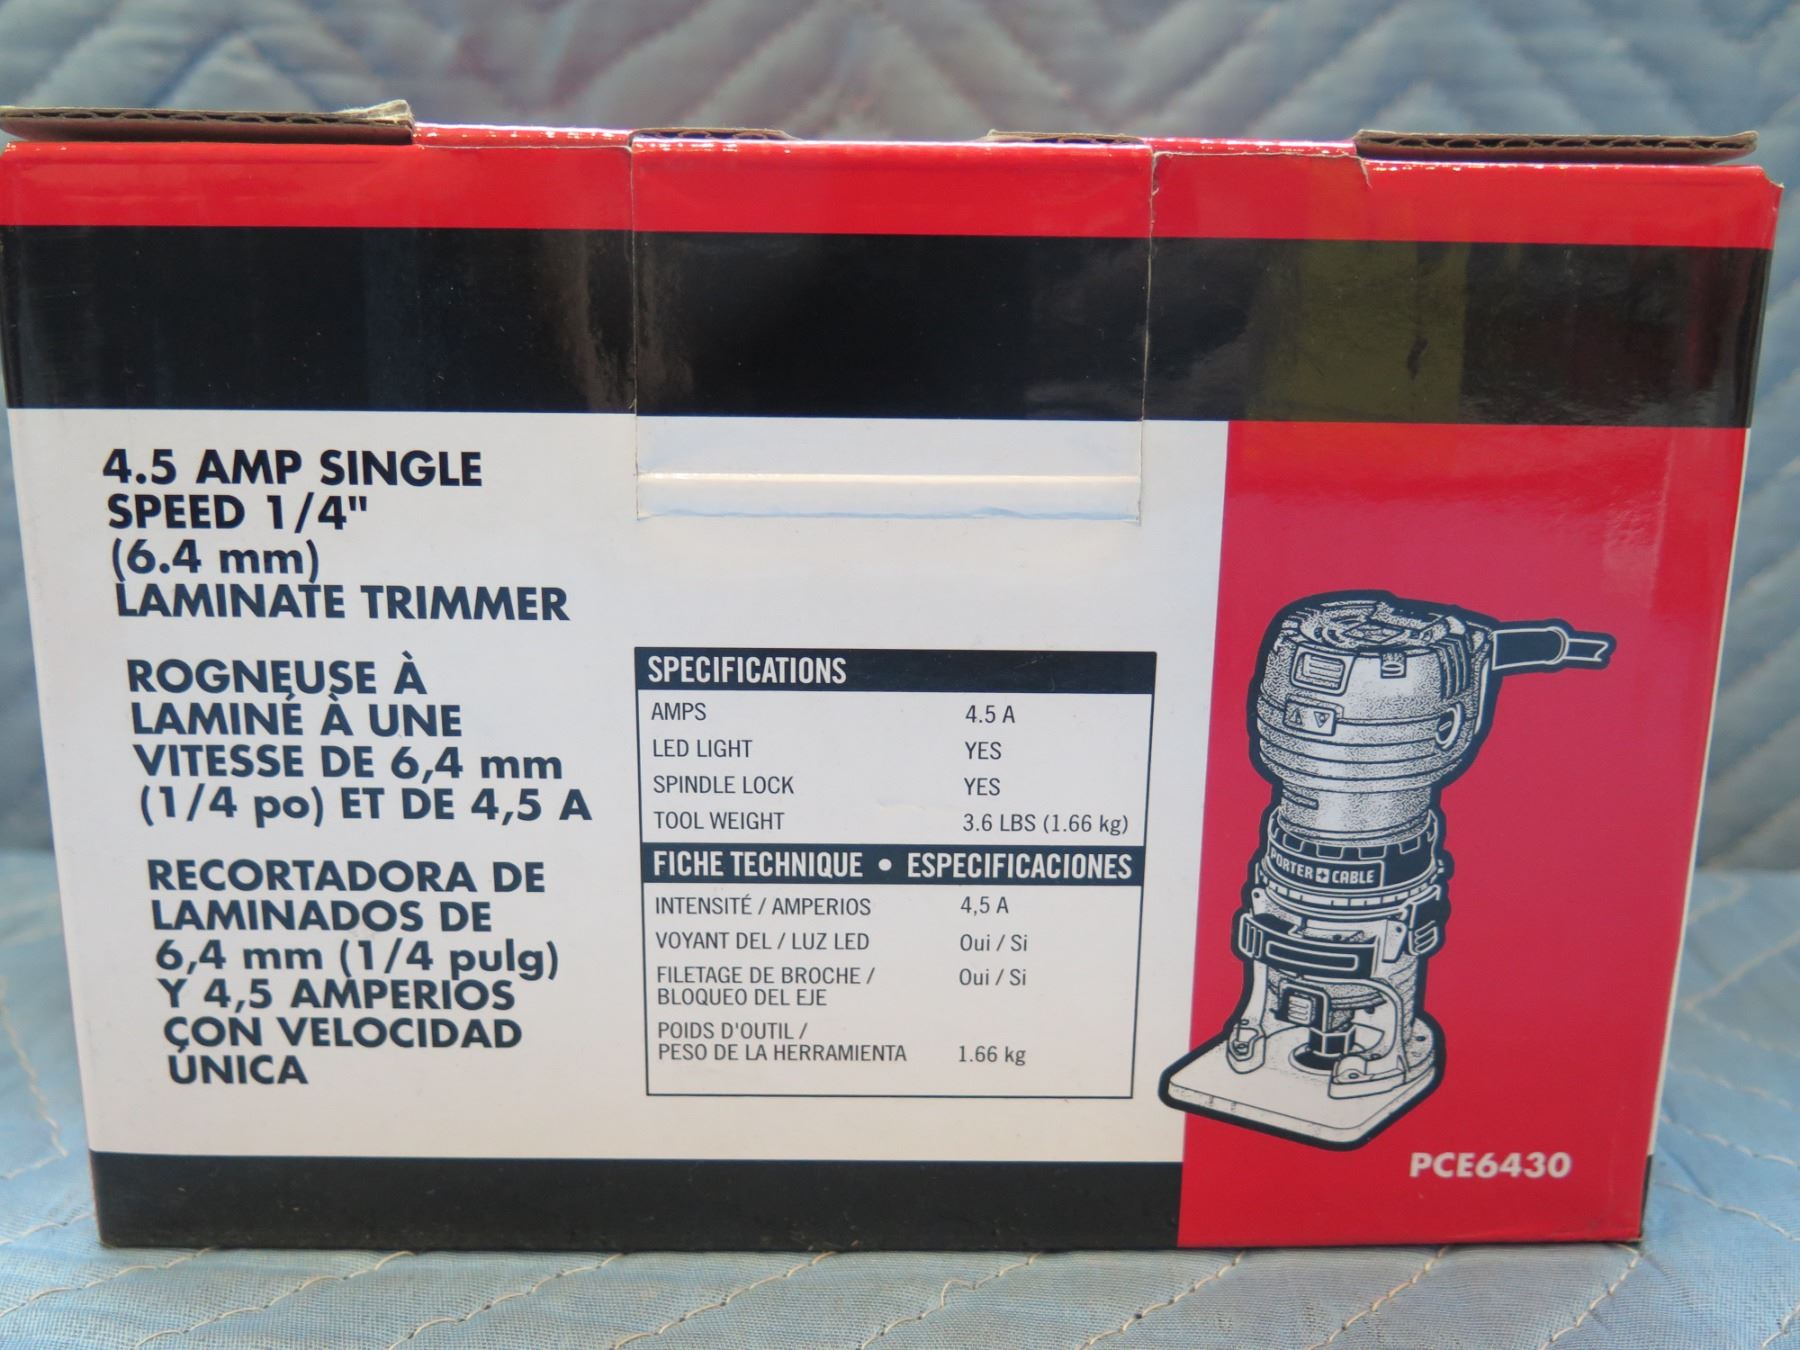 4.5 AMP SINGLE
SPEED 1/4"
(6.4 mm)
LAMINATE TRIMMER
ROGNEUSE À
LAMINÉ À UNE
VITESSE DE 6,4 mm
(1/4 po) ET DE 4,5 A
RECORTADORA DE
LAMINADOS DE
6,4 mm (1/4 pulg)
Y 4,5 AMPERIOS
CON VELOCIDAD
ÚNICA
SPECIFICATIONS
AMPS 4.5 A
LED LIGHT YES
SPINDLE LOCK YES
TOOL WEIGHT 3.6 LBS (1.66 kg)
FICHE TECHNIQUE • ESPECIFICACIONES
INTENSITÉ / AMPERIOS 4,5 A
VOYANT DEL / LUZ LED Oui / Si
FILETAGE DE BROCHE / Oui / Si
BLOQUEO DEL EJE
POIDS D'OUTIL /
PESO DE LA HERRAMIENTA 1.66 kg
PORTER+CABLE
PCE6430